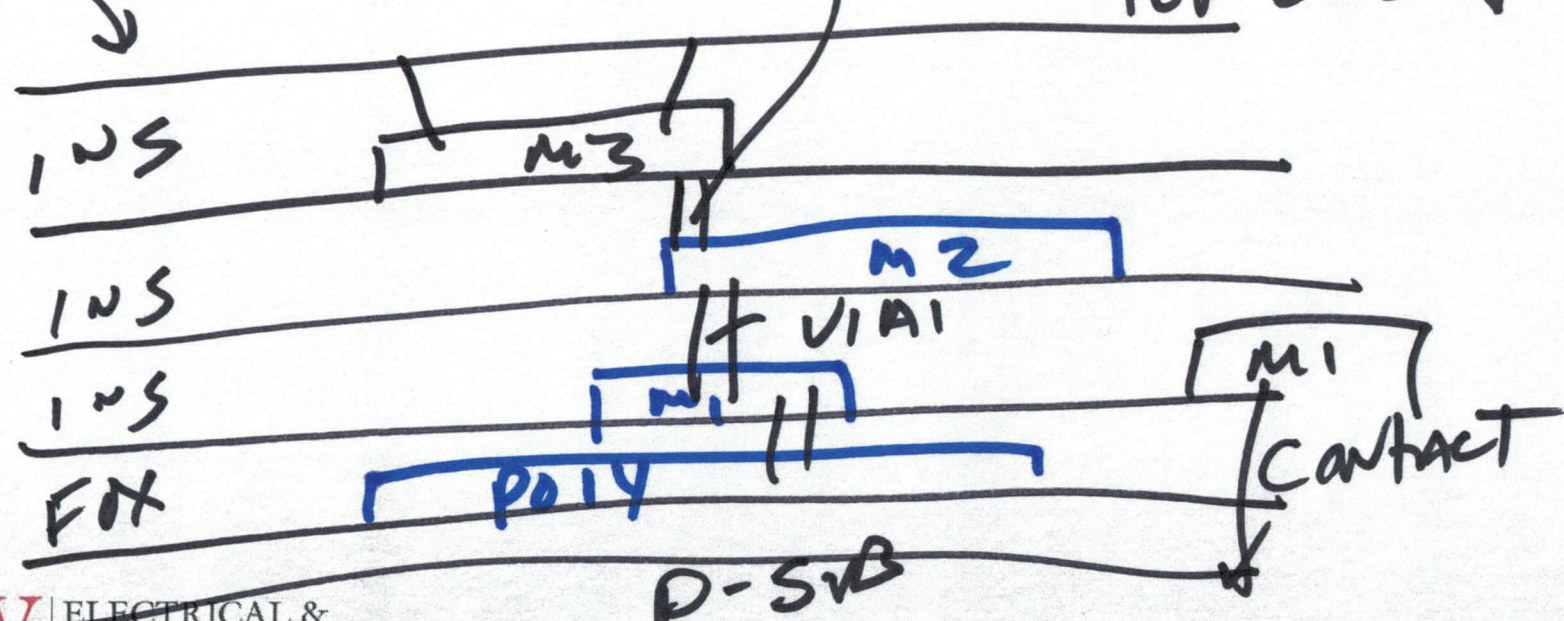 INS
M3
INS
M2
VIA1
INS
M1
M1
CONTACT
FOX
POLY
P-SUB
ELECTRICAL &